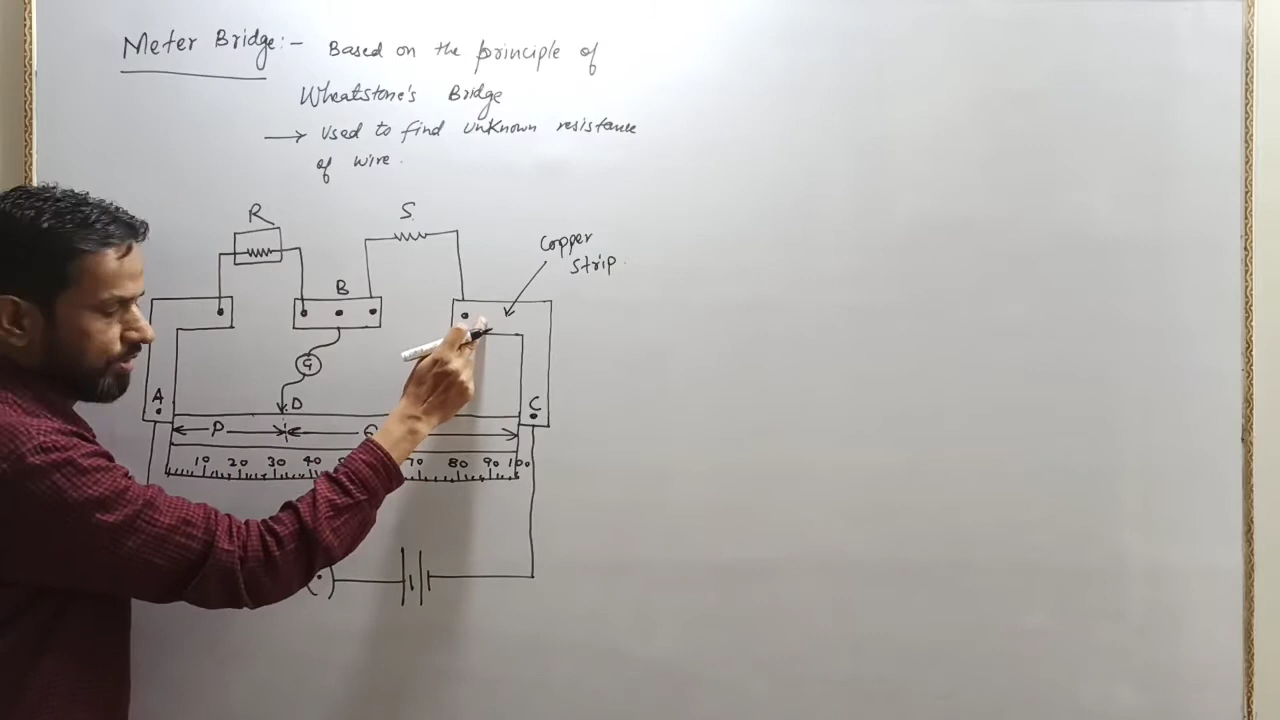 Meter Bridge:- Based on the principle of
Wheatstone's Bridge
→ Used to find unknown resistance
of wire.
R
S
Copper
strip
B
G
A
D
C
P
10 20 30 40 70 80 90 100
( )